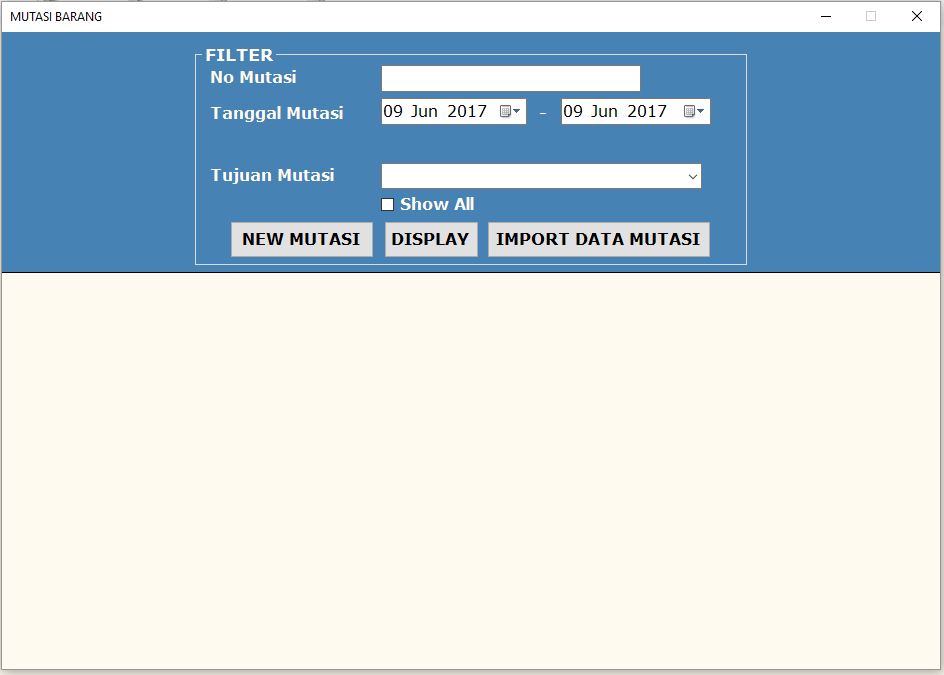 MUTASI BARANG
FILTER
No Mutasi
Tanggal Mutasi 09 Jun 2017 - 09 Jun 2017
Tujuan Mutasi
Show All
NEW MUTASI DISPLAY IMPORT DATA MUTASI